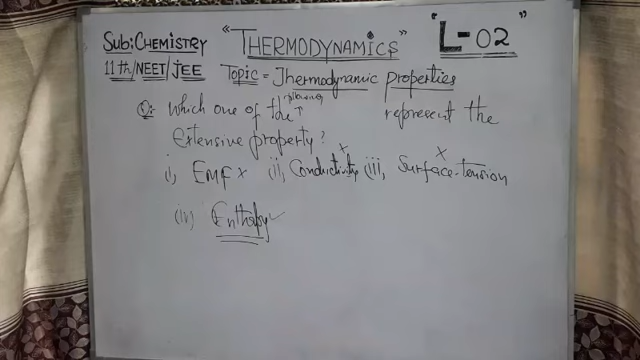 Sub: CHEMISTRY "THERMODYNAMICS" "L-02"
11th/NEET/JEE Topic = Thermodynamic properties
Q:- Which one of the following represent the
extensive property?
i, EMF × (ii, Conductivity × (iii, Surface-tension ×
(iv) Enthalpy ✓